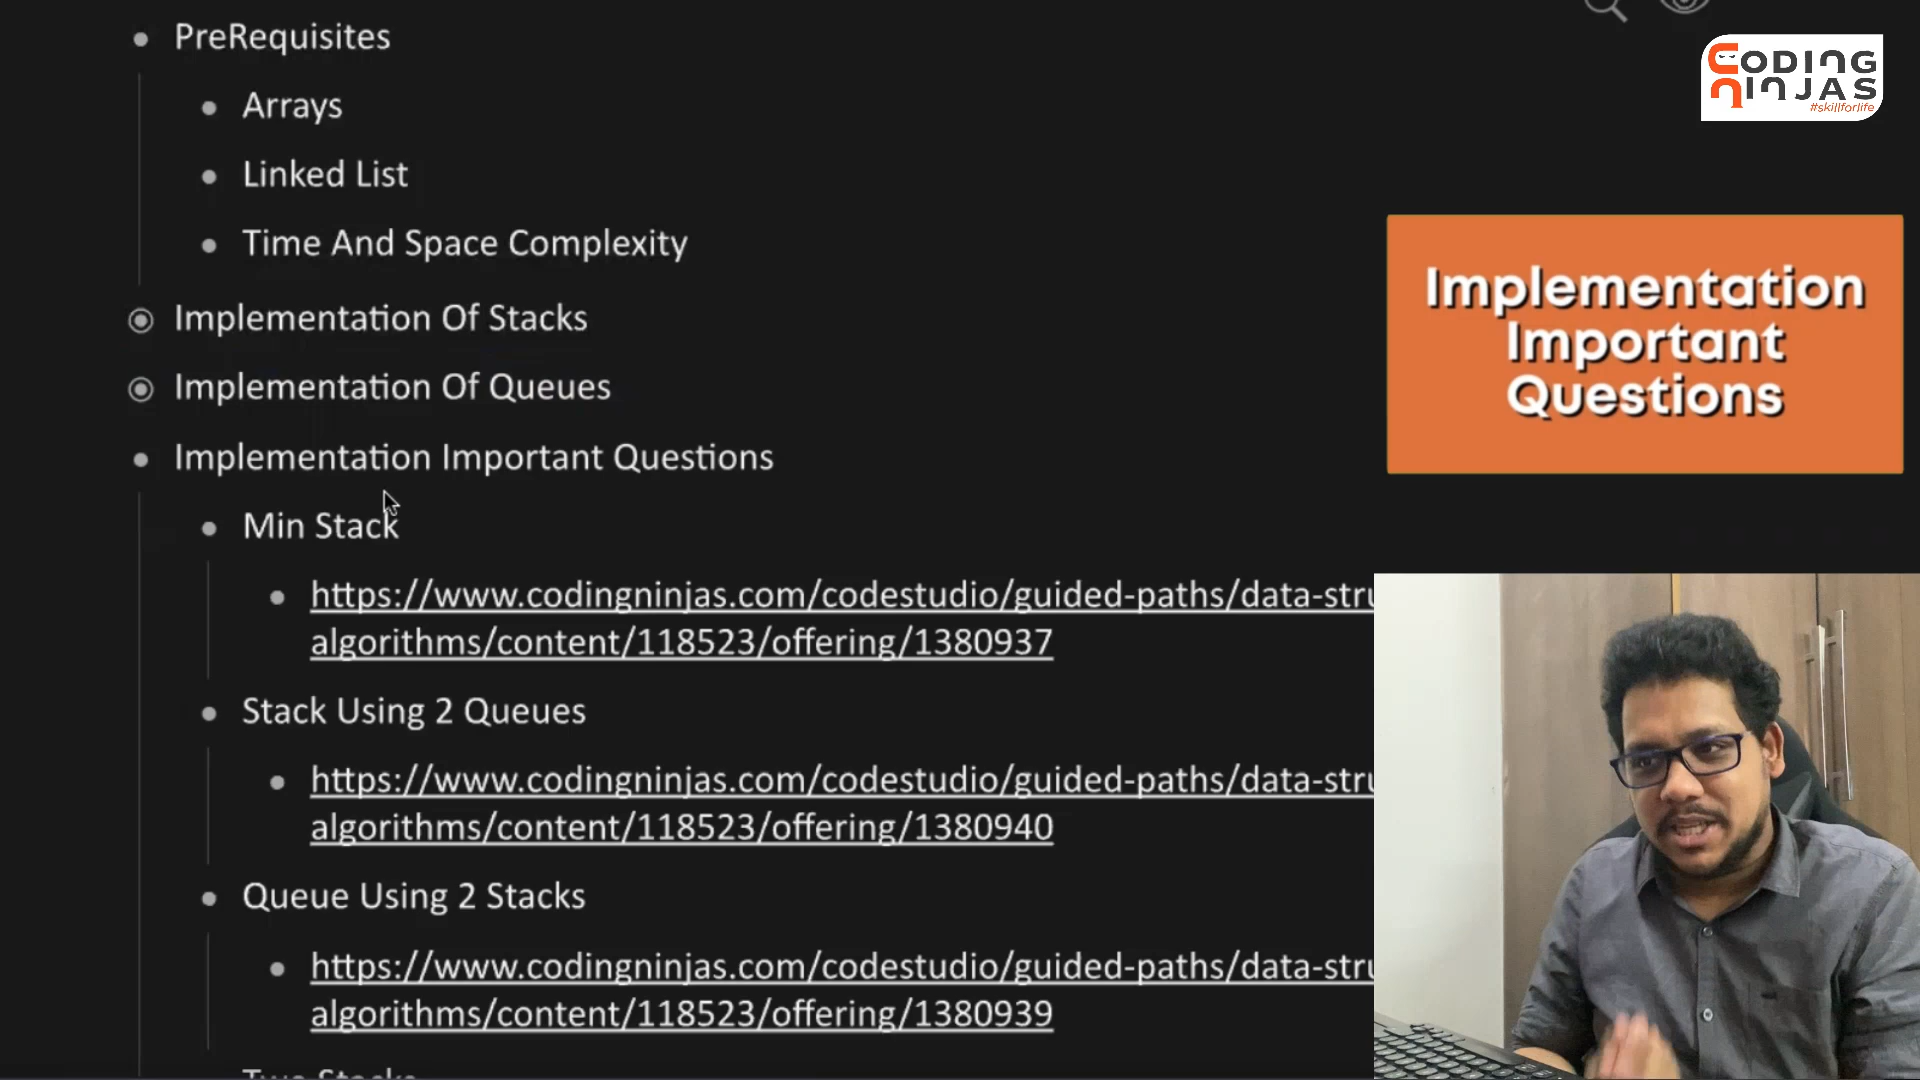 PreRequisites
Arrays
Linked List
Time And Space Complexity
Implementation Of Stacks
Implementation Of Queues
Implementation Important Questions
Min Stack
https://www.codingninjas.com/codestudio/guided-paths/data-stru
algorithms/content/118523/offering/1380937
Stack Using 2 Queues
https://www.codingninjas.com/codestudio/guided-paths/data-stru
algorithms/content/118523/offering/1380940
Queue Using 2 Stacks
https://www.codingninjas.com/codestudio/guided-paths/data-stru
algorithms/content/118523/offering/1380939
Two Stacks
CODING
NINJAS
#skillforlife
Implementation
Important
Questions